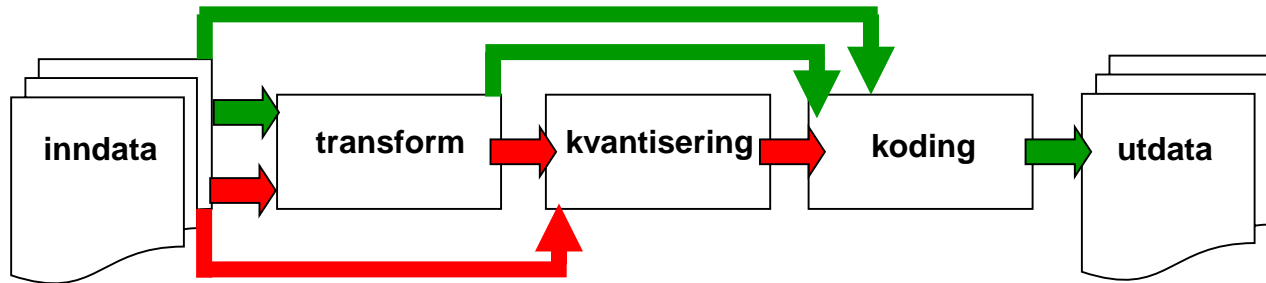 inndata
transform
kvantisering
koding
utdata